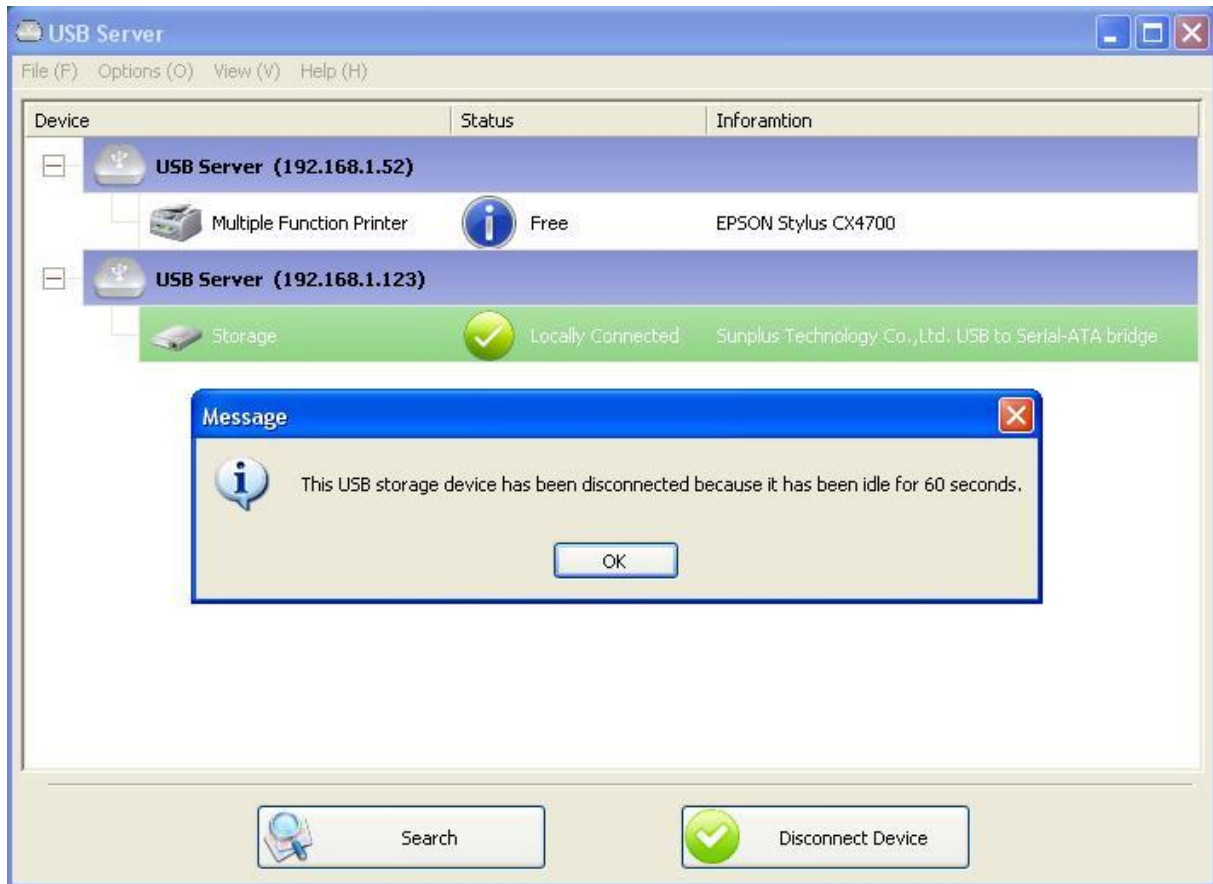 USB Server
File (F) Options (O) View (V) Help (H)
Device Status Inforamtion
USB Server (192.168.1.52)
Multiple Function Printer Free EPSON Stylus CX4700
USB Server (192.168.1.123)
Storage Locally Connected Sunplus Technology Co.,Ltd. USB to Serial-ATA bridge
Message
This USB storage device has been disconnected because it has been idle for 60 seconds.
OK
Search Disconnect Device